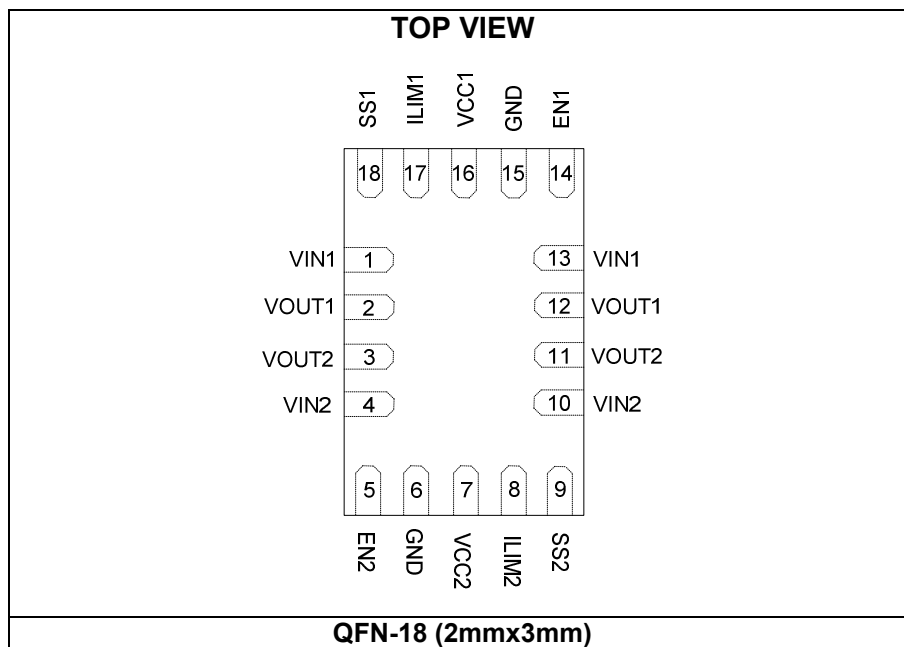 TOP VIEW
SS1
ILIM1
VCC1
GND
EN1
18 17 16 15 14
VIN1 1 13 VIN1
VOUT1 2 12 VOUT1
VOUT2 3 11 VOUT2
VIN2 4 10 VIN2
5 6 7 8 9
EN2
GND
VCC2
ILIM2
SS2
QFN-18 (2mmx3mm)